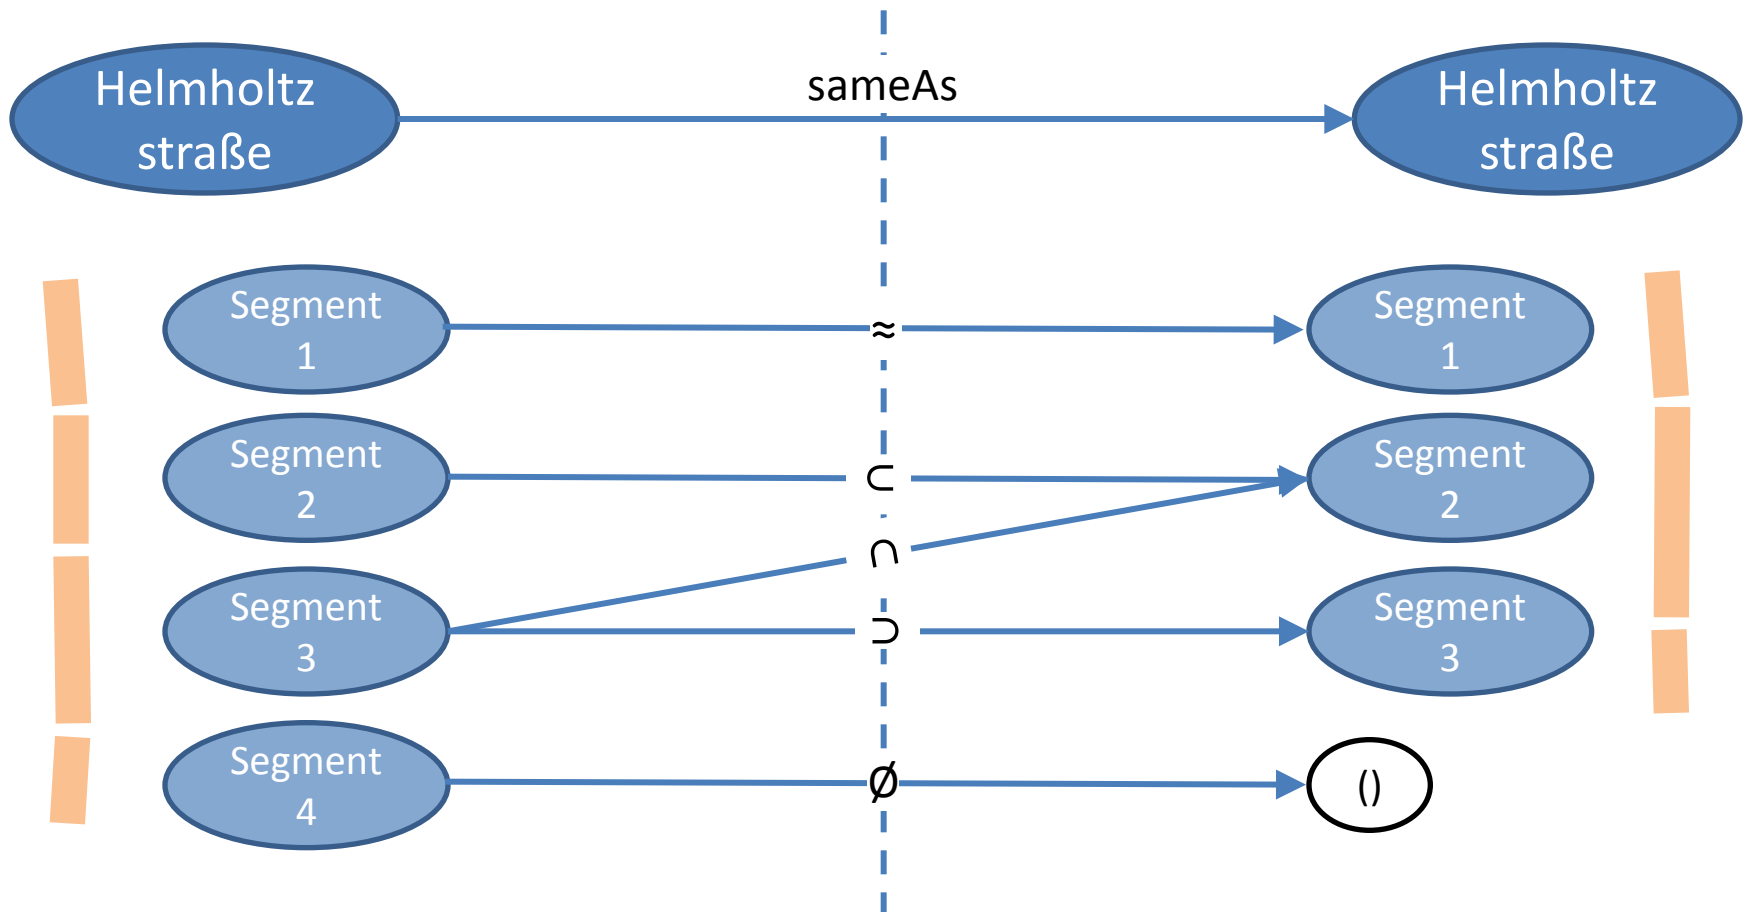 Helmholtz
straße
sameAs
Helmholtz
straße
Segment
1
≈
Segment
1
Segment
2
⊂
Segment
2
∩
Segment
3
⊃
Segment
3
Segment
4
Ø
()